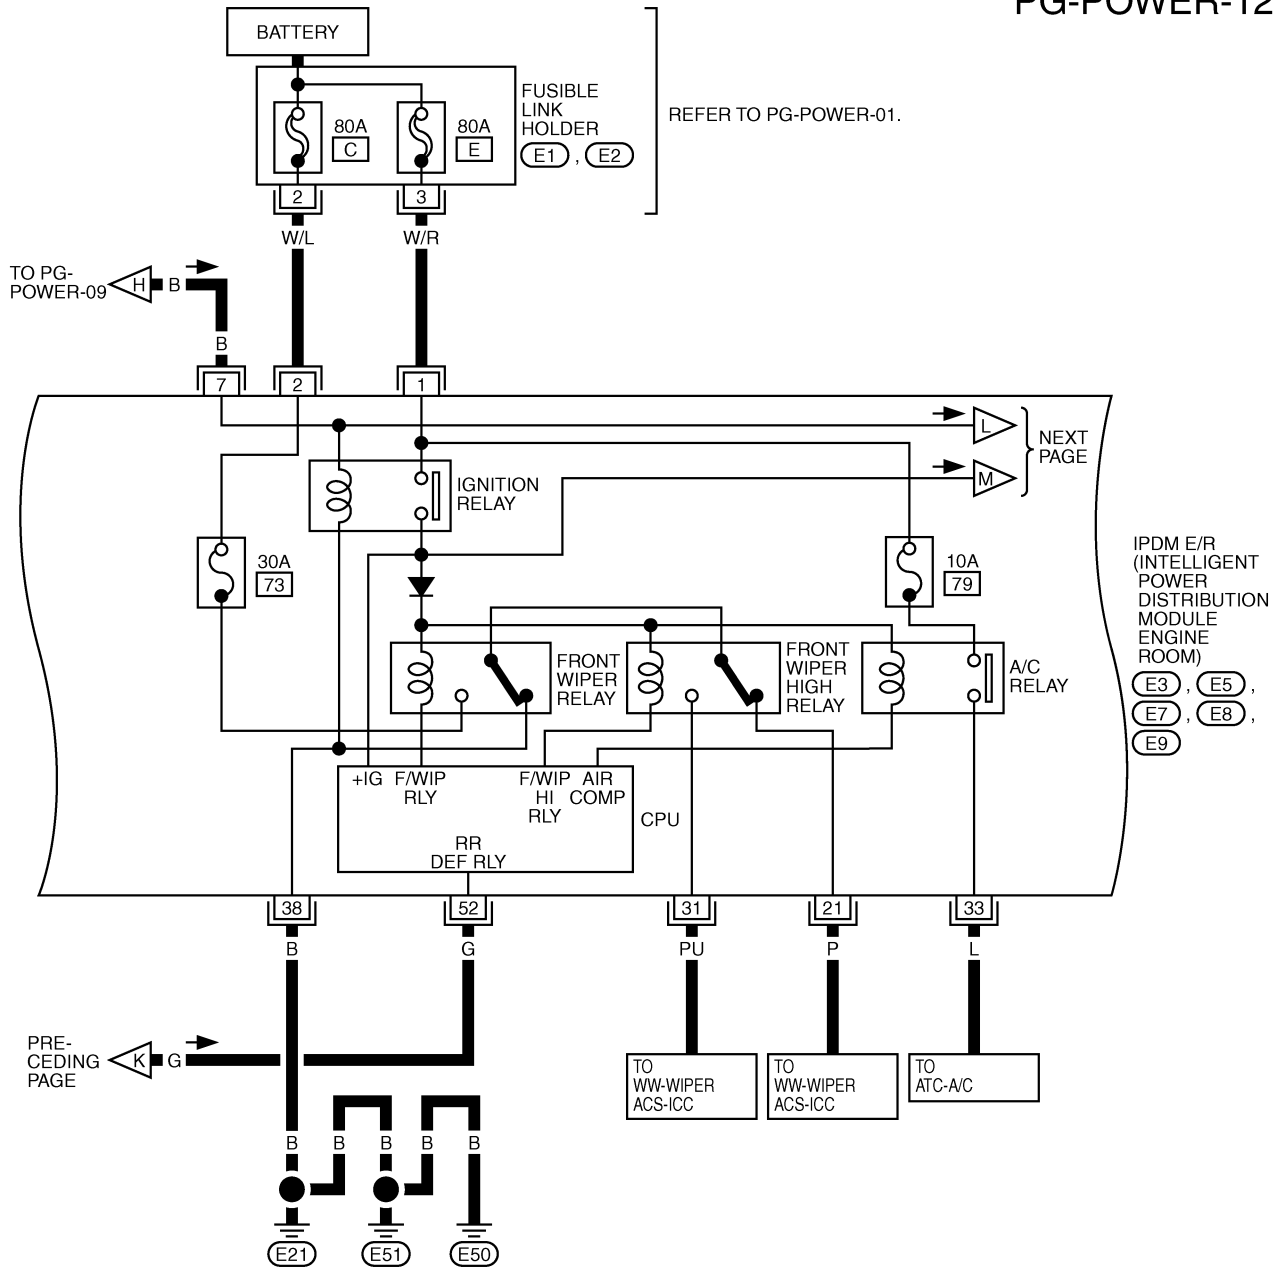 PG-POWER-12
BATTERY
FUSIBLE
LINK
HOLDER
80A
C
80A
E
E1 , E2
REFER TO PG-POWER-01.
2
3
W/L
W/R
TO PG-
POWER-09
H
B
B
7
2
1
L
M
NEXT
PAGE
IGNITION
RELAY
30A
73
10A
79
IPDM E/R
(INTELLIGENT
POWER
DISTRIBUTION
MODULE
ENGINE
ROOM)
E3 , E5 ,
E7 , E8 ,
E9
FRONT
WIPER
RELAY
FRONT
WIPER
HIGH
RELAY
A/C
RELAY
+IG
F/WIP
RLY
F/WIP
HI
RLY
AIR
COMP
CPU
RR
DEF RLY
38
52
31
21
33
B
G
PU
P
L
PRE-
CEDING
PAGE
K
G
TO
WW-WIPER
ACS-ICC
TO
WW-WIPER
ACS-ICC
TO
ATC-A/C
B
B
B
B
B
E21
E51
E50